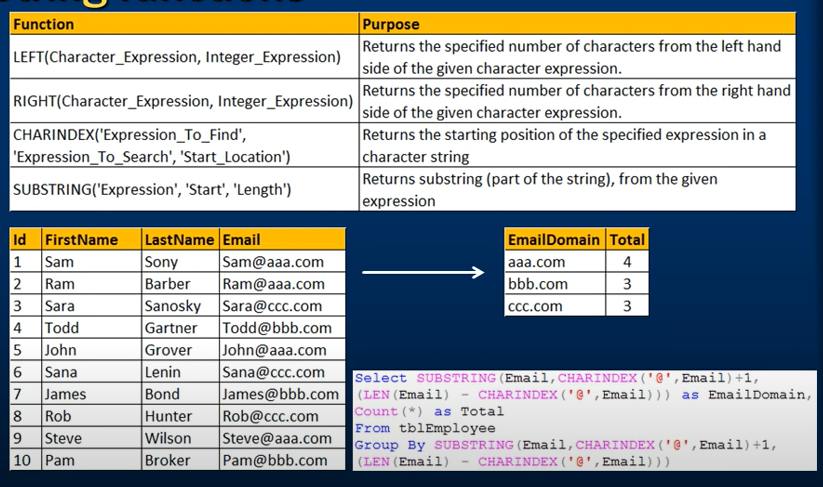 Function Purpose
LEFT(Character_Expression, Integer_Expression) Returns the specified number of characters from the left hand
side of the given character expression.
RIGHT(Character_Expression, Integer_Expression) Returns the specified number of characters from the right hand
side of the given character expression.
CHARINDEX('Expression_To_Find', Returns the starting position of the specified expression in a
'Expression_To_Search', 'Start_Location') character string
SUBSTRING('Expression', 'Start', 'Length') Returns substring (part of the string), from the given
expression
Id FirstName LastName Email
1 Sam Sony Sam@aaa.com
2 Ram Barber Ram@aaa.com
3 Sara Sanosky Sara@ccc.com
4 Todd Gartner Todd@bbb.com
5 John Grover John@aaa.com
6 Sana Lenin Sana@ccc.com
7 James Bond James@bbb.com
8 Rob Hunter Rob@ccc.com
9 Steve Wilson Steve@aaa.com
10 Pam Broker Pam@bbb.com
EmailDomain Total
aaa.com 4
bbb.com 3
ccc.com 3
Select SUBSTRING(Email,CHARINDEX('@',Email)+1,
(LEN(Email) - CHARINDEX('@',Email))) as EmailDomain,
Count(*) as Total
From tblEmployee
Group By SUBSTRING(Email,CHARINDEX('@',Email)+1,
(LEN(Email) - CHARINDEX('@',Email)))